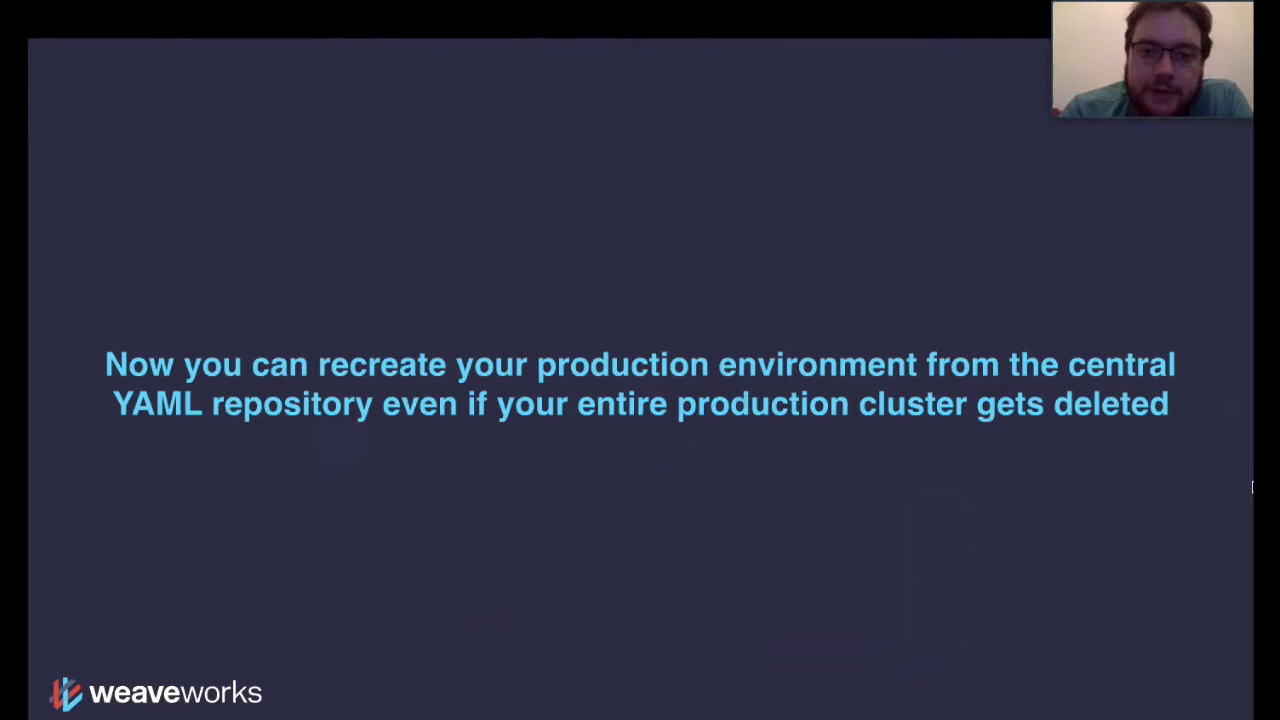 Now you can recreate your production environment from the central
YAML repository even if your entire production cluster gets deleted
weaveworks